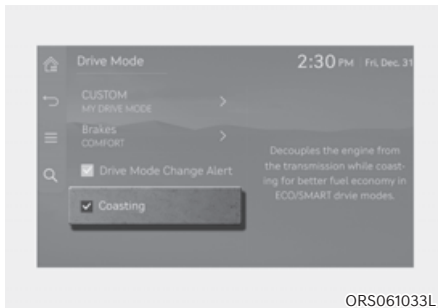 Drive Mode
2:30 PM Fri, Dec. 31
CUSTOM
MY DRIVE MODE
Brakes
COMFORT
Drive Mode Change Alert
Coasting
Decouples the engine from
the transmission while coast-
ing for better fuel economy in
ECO/SMART drvie modes.
ORS061033L